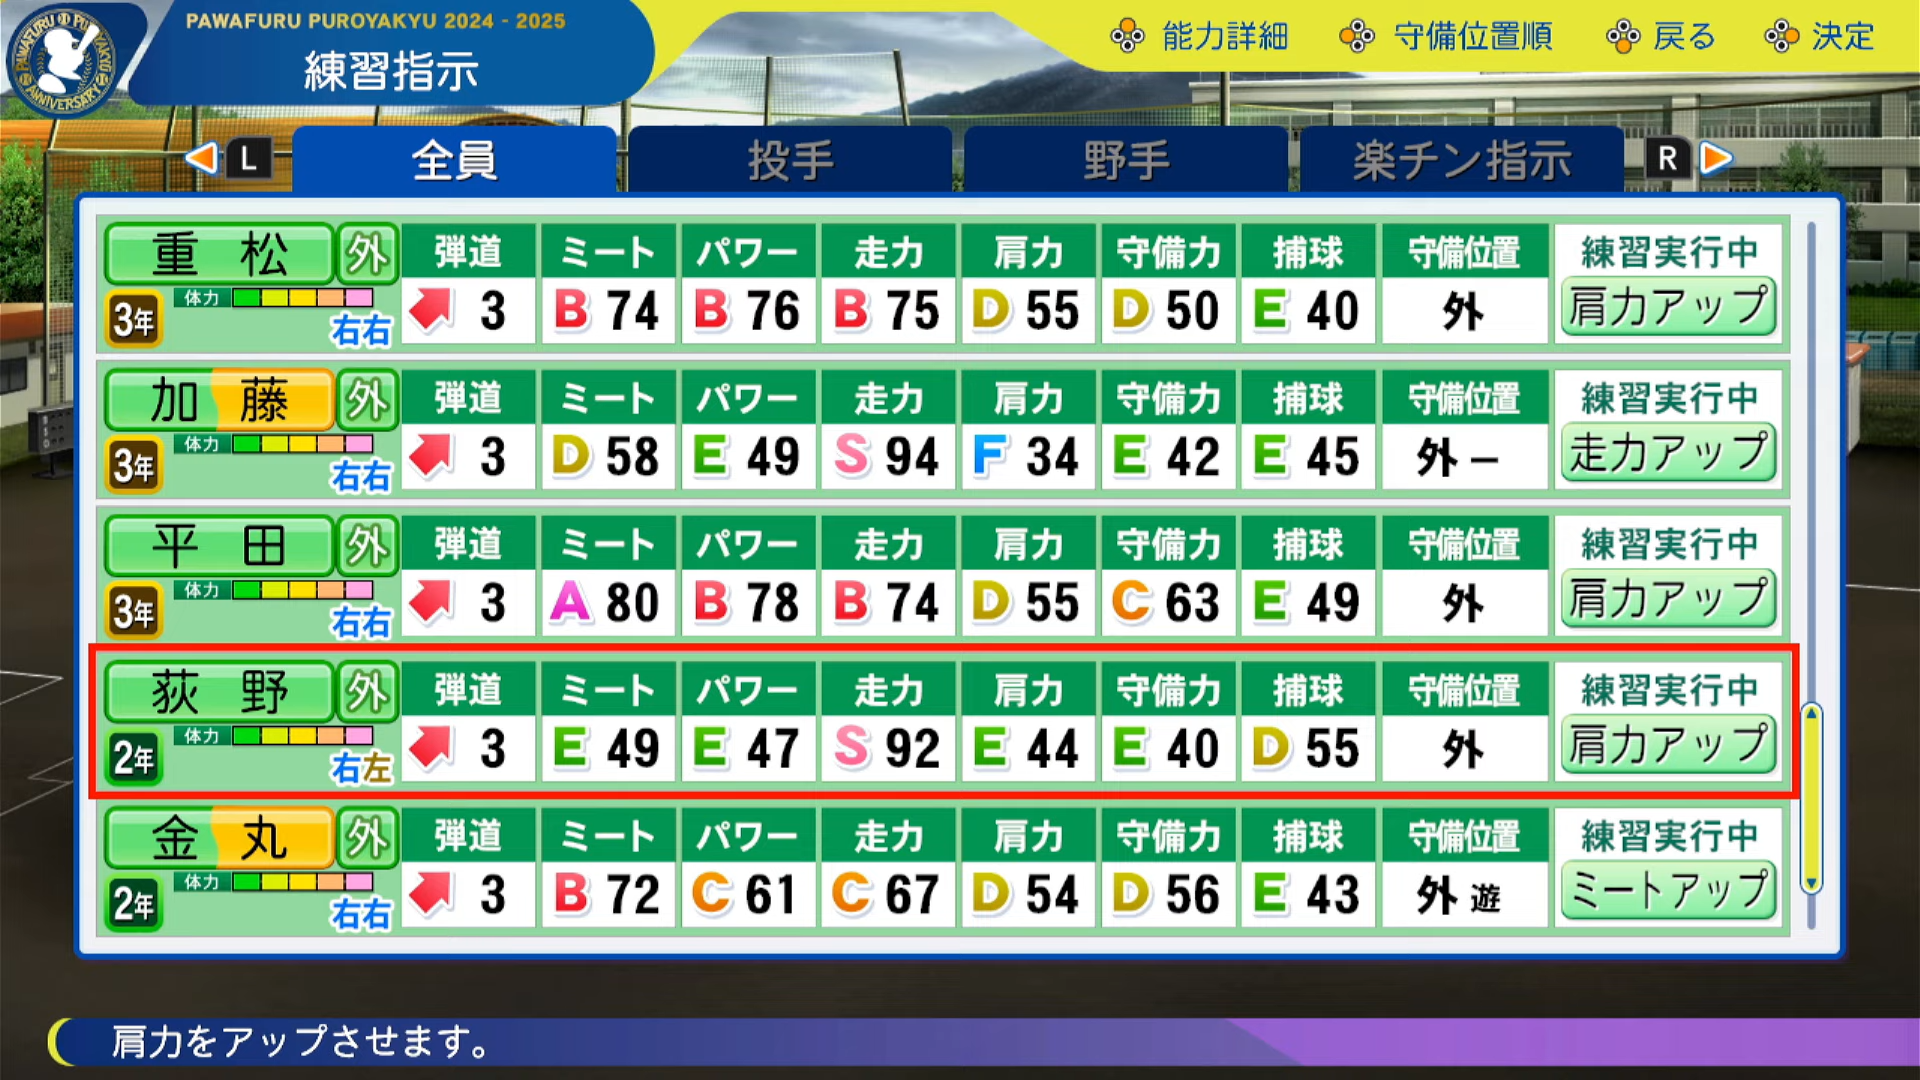 PAWAFURU PUROYAKYU 2024 - 2025
練習指示
能力詳細 守備位置順 戻る 決定
L 全員 投手 野手 楽チン指示 R
重松 外 弾道 ミート パワー 走力 肩力 守備力 捕球 守備位置 練習実行中
3年 体力 右右 3 B 74 B 76 B 75 D 55 D 50 E 40 外 肩力アップ
加藤 外 弾道 ミート パワー 走力 肩力 守備力 捕球 守備位置 練習実行中
3年 体力 右右 3 D 58 E 49 S 94 F 34 E 42 E 45 外 一 走力アップ
平田 外 弾道 ミート パワー 走力 肩力 守備力 捕球 守備位置 練習実行中
3年 体力 右右 3 A 80 B 78 B 74 D 55 C 63 E 49 外 肩力アップ
荻野 外 弾道 ミート パワー 走力 肩力 守備力 捕球 守備位置 練習実行中
2年 体力 右左 3 E 49 E 47 S 92 E 44 E 40 D 55 外 肩力アップ
金丸 外 弾道 ミート パワー 走力 肩力 守備力 捕球 守備位置 練習実行中
2年 体力 右右 3 B 72 C 61 C 67 D 54 D 56 E 43 外 遊 ミートアップ
肩力をアップさせます。